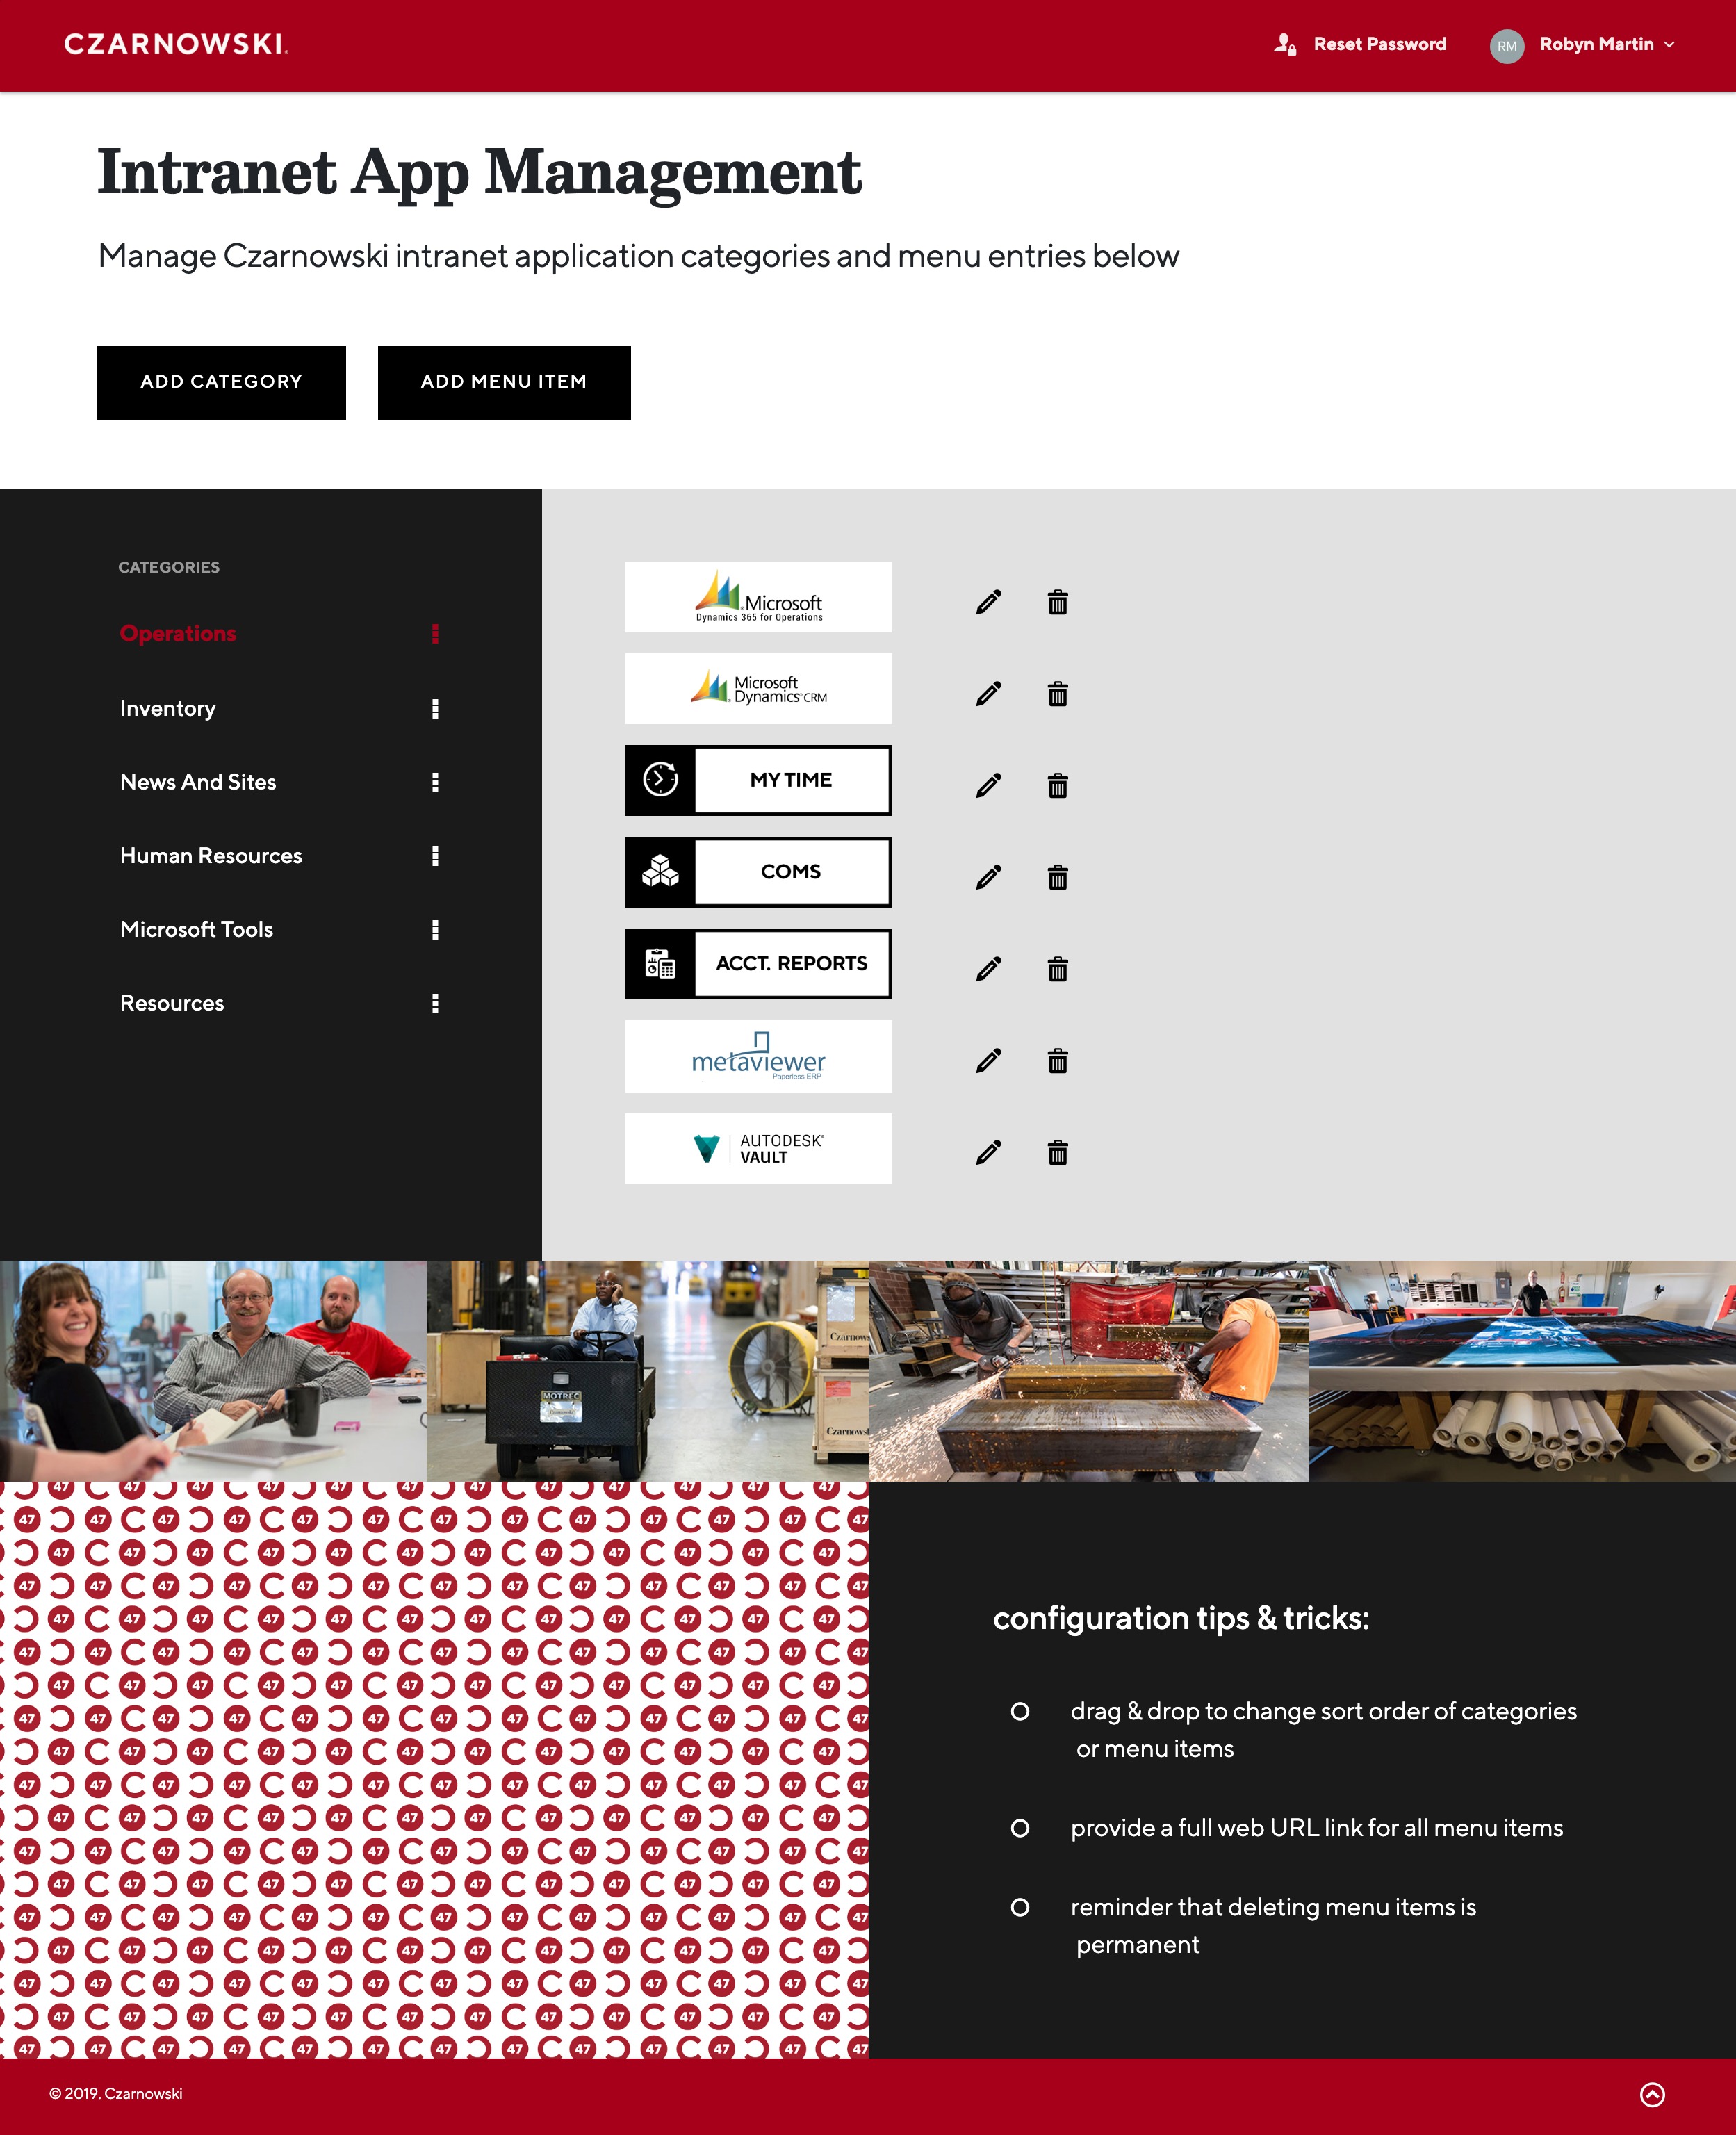 CZARNOWSKI.
Reset Password
RM
Robyn Martin
Intranet App Management
Manage Czarnowski intranet application categories and menu entries below
ADD CATEGORY
ADD MENU ITEM
CATEGORIES
Operations
Inventory
News And Sites
Human Resources
Microsoft Tools
Resources
Microsoft
Dynamics 365 for Operations
Microsoft
Dynamics® CRM
MY TIME
COMS
ACCT. REPORTS
metaviewer
Paperless ERP
AUTODESK®
VAULT
MOTREC
configuration tips & tricks:
drag & drop to change sort order of categories
or menu items
provide a full web URL link for all menu items
reminder that deleting menu items is
permanent
© 2019. Czarnowski